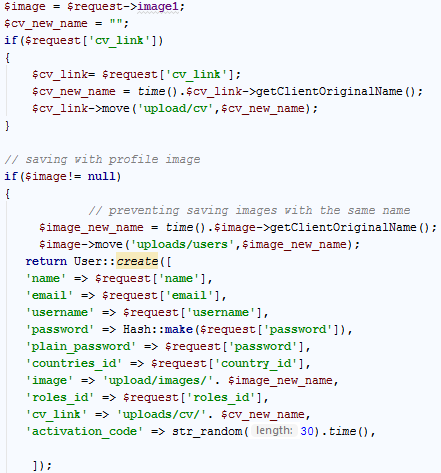 $image = $request->image1;
$cv_new_name = "";
if($request['cv_link'])
{
$cv_link= $request['cv_link'];
$cv_new_name = time().$cv_link->getClientOriginalName();
$cv_link->move('upload/cv',$cv_new_name);
}
// saving with profile image
if($image!= null)
{
// preventing saving images with the same name
$image_new_name = time().$image->getClientOriginalName();
$image->move('uploads/users',$image_new_name);
return User::create([
'name' => $request['name'],
'email' => $request['email'],
'username' => $request['username'],
'password' => Hash::make($request['password']),
'plain_password' => $request['password'],
'countries_id' => $request['country_id'],
'image' => 'upload/images/'. $image_new_name,
'roles_id' => $request['roles_id'],
'cv_link' => 'uploads/cv/'. $cv_new_name,
'activation_code' => str_random( length: 30).time(),
]);